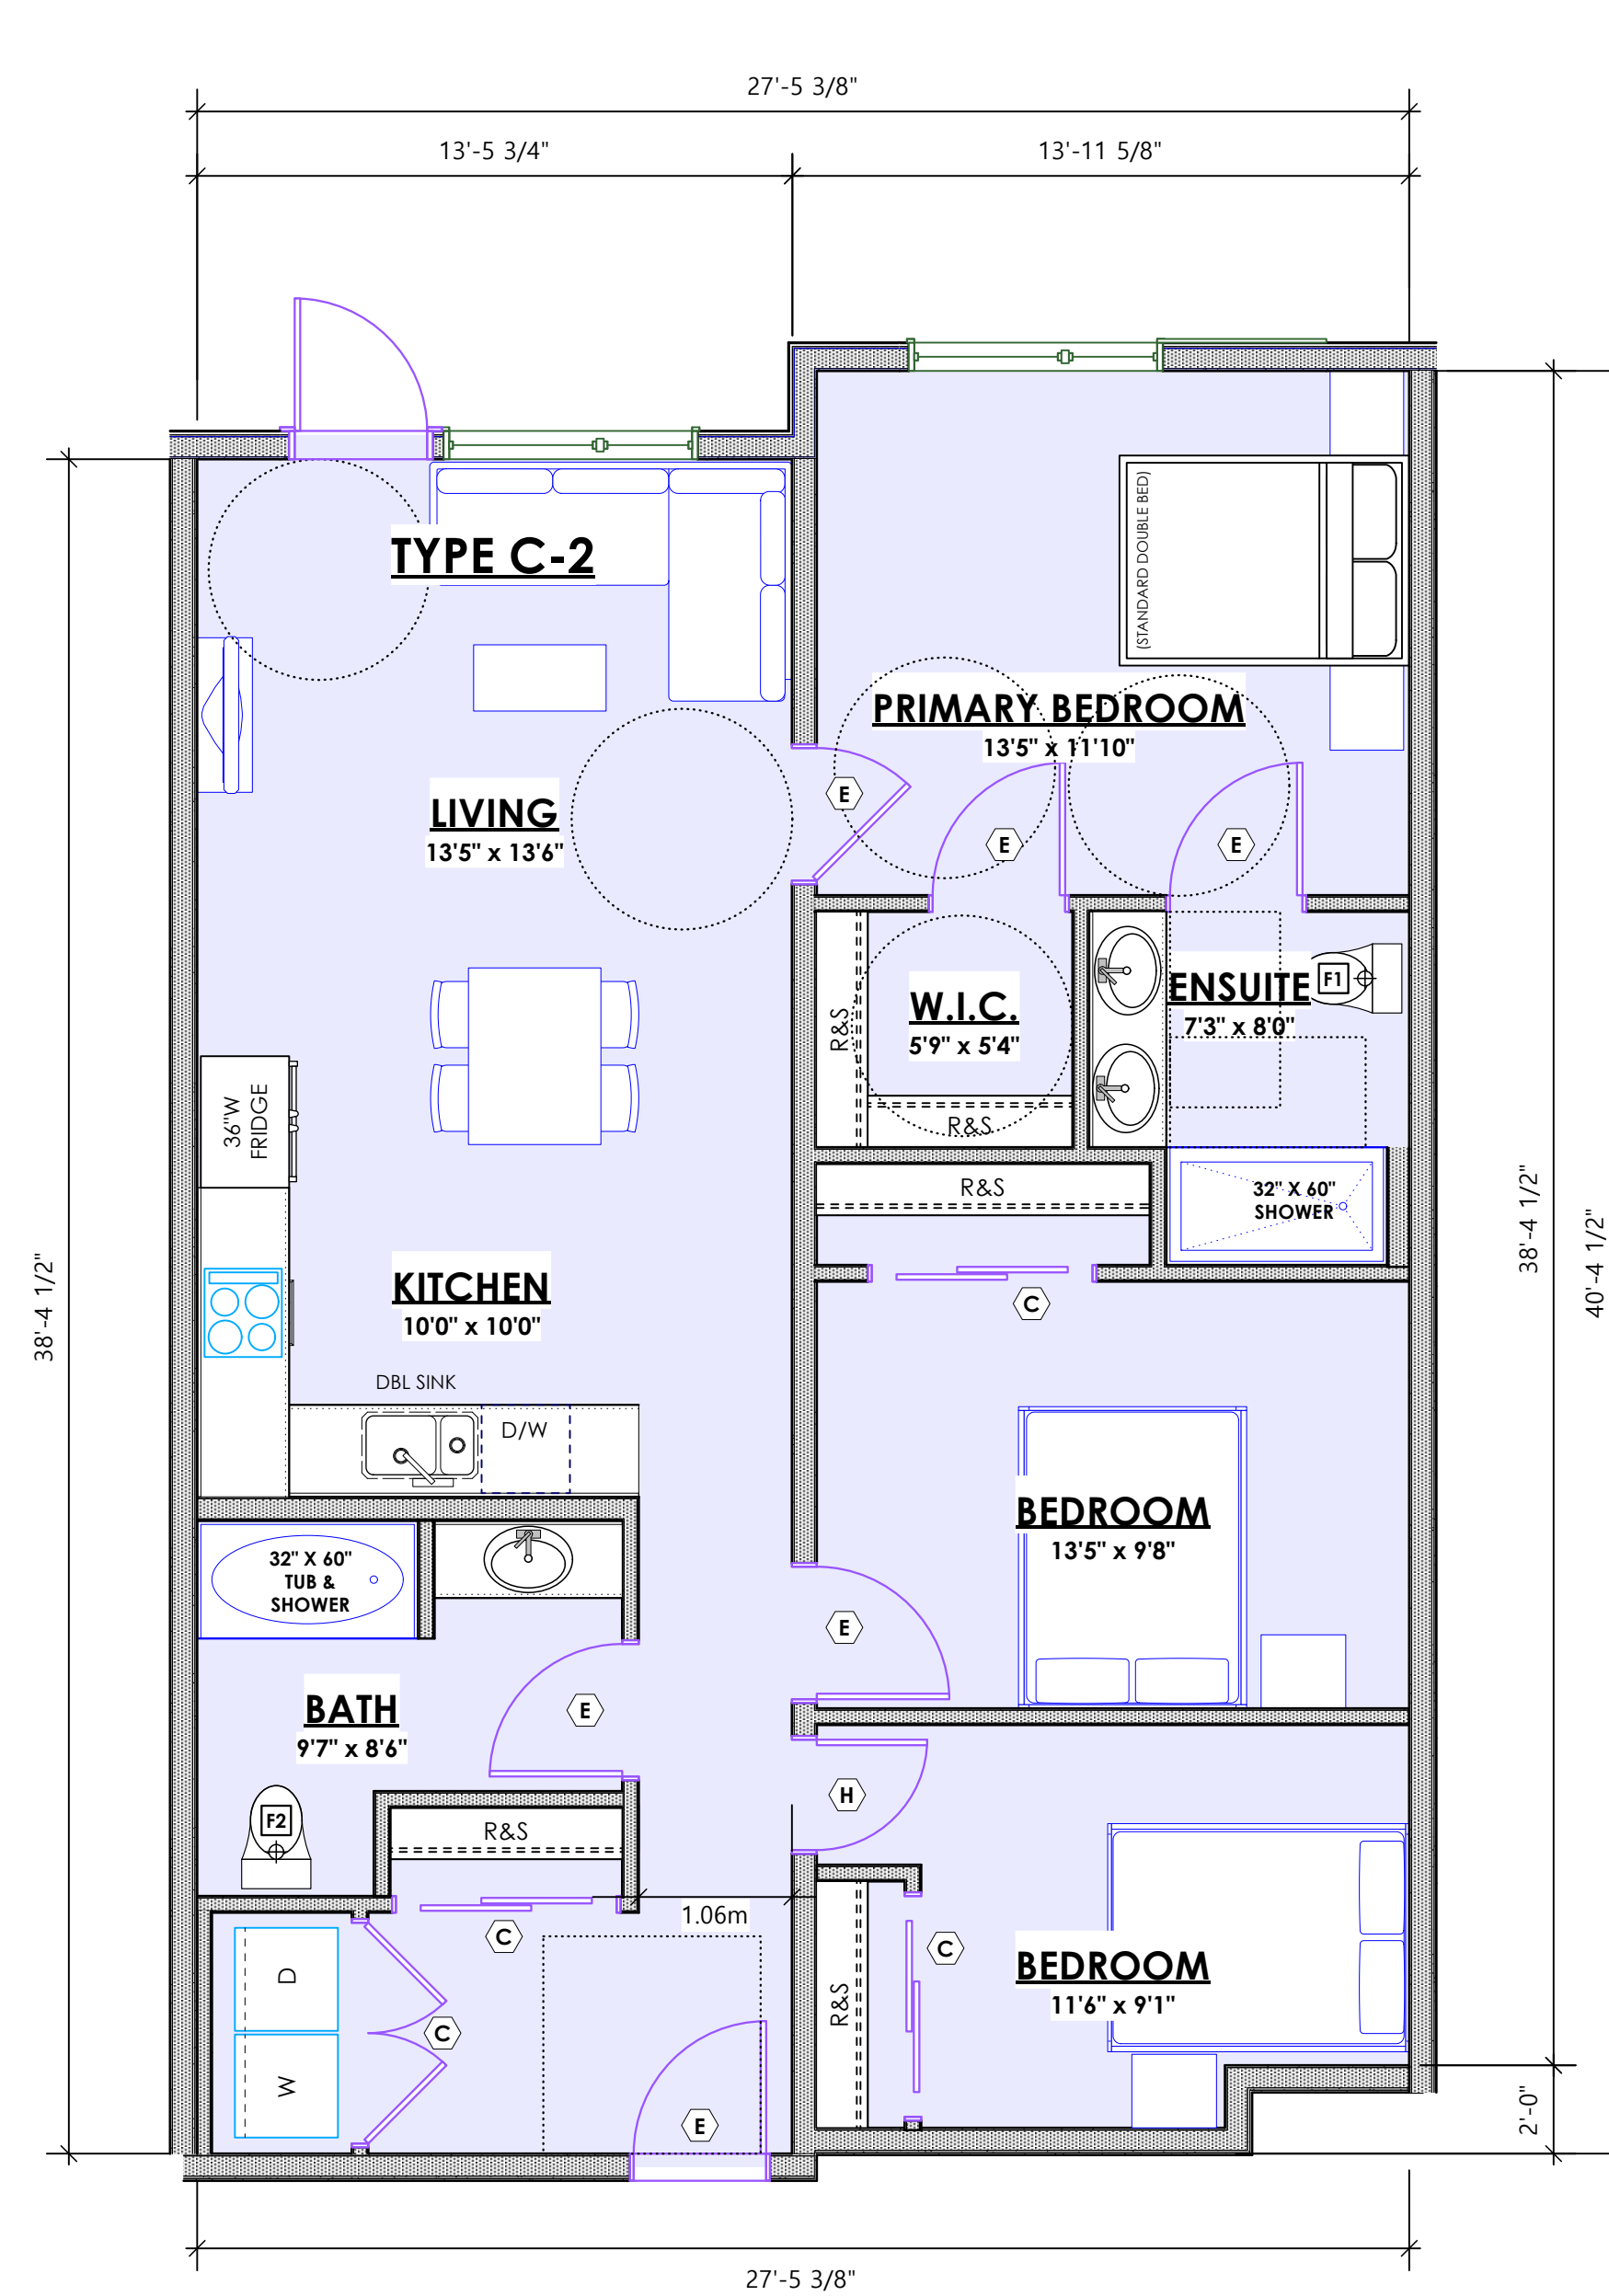 27'-5 3/8"
13'-5 3/4"
13'-11 5/8"
TYPE C-2
(STANDARD DOUBLE BED)
PRIMARY BEDROOM
13'5" x 11'10"
E
E
E
LIVING
13'5" x 13'6"
W.I.C.
5'9" x 5'4"
R&S
R&S
ENSUITE
7'3" x 8'0"
F1
36"W
FRIDGE
R&S
32" X 60"
SHOWER
C
38'-4 1/2"
38'-4 1/2"
40'-4 1/2"
KITCHEN
10'0" x 10'0"
DBL SINK
D/W
BEDROOM
13'5" x 9'8"
32" X 60"
TUB &
SHOWER
E
BATH
9'7" x 8'6"
E
H
F2
R&S
1.06m
C
C
BEDROOM
11'6" x 9'1"
R&S
D
C
W
E
2'-0"
27'-5 3/8"